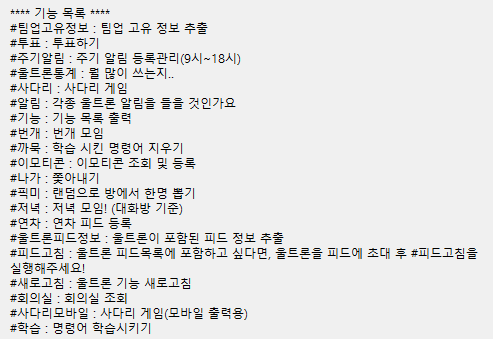 **** 기능 목록 ****
#팀업고유정보 : 팀업 고유 정보 추출
#투표 : 투표하기
#주기알림 : 주기 알림 등록관리(9시~18시)
#울트론통계 : 뭘 많이 쓰는지..
#사다리 : 사다리 게임
#알림 : 각종 울트론 알림을 들을 것인가요
#기능 : 기능 목록 출력
#번개 : 번개 모임
#까묵 : 학습 시킨 명령어 지우기
#이모티콘 : 이모티콘 조회 및 등록
#나가 : 쫓아내기
#픽미 : 랜덤으로 방에서 한명 뽑기
#저녁 : 저녁 모임! (대화방 기준)
#연차 : 연차 피드 등록
#울트론피드정보 : 울트론이 포함된 피드 정보 추출
#피드고침 : 울트론 피드목록에 포함하고 싶다면, 울트론을 피드에 초대 후 #피드고침을
실행해주세요!
#새로고침 : 울트론 기능 새로고침
#회의실 : 회의실 조회
#사다리모바일 : 사다리 게임(모바일 출력용)
#학습 : 명령어 학습시키기